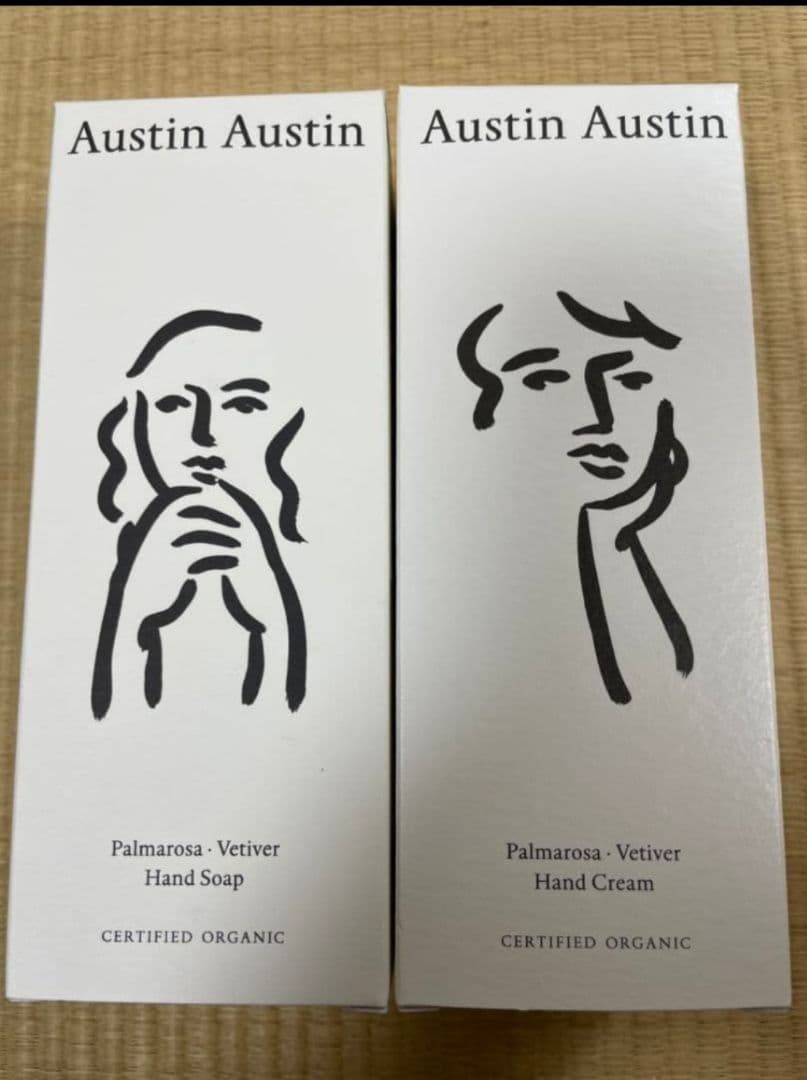 Austin Austin
Palmarosa · Vetiver
Hand Soap
CERTIFIED ORGANIC
Austin Austin
Palmarosa · Vetiver
Hand Cream
CERTIFIED ORGANIC